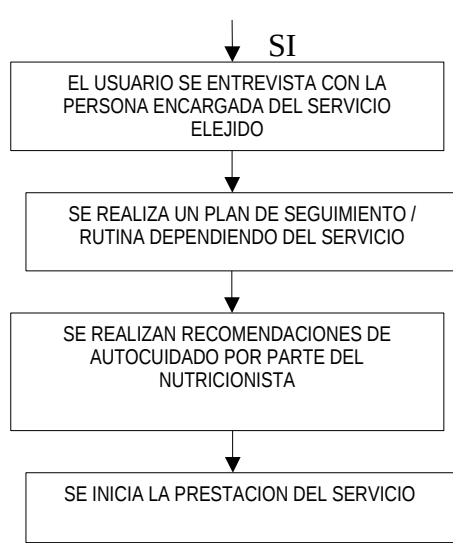 SI
EL USUARIO SE ENTREVISTA CON LA
PERSONA ENCARGADA DEL SERVICIO
ELEJIDO
SE REALIZA UN PLAN DE SEGUIMIENTO /
RUTINA DEPENDIENDO DEL SERVICIO
SE REALIZAN RECOMENDACIONES DE
AUTOCUIDADO POR PARTE DEL
NUTRICIONISTA
SE INICIA LA PRESTACION DEL SERVICIO